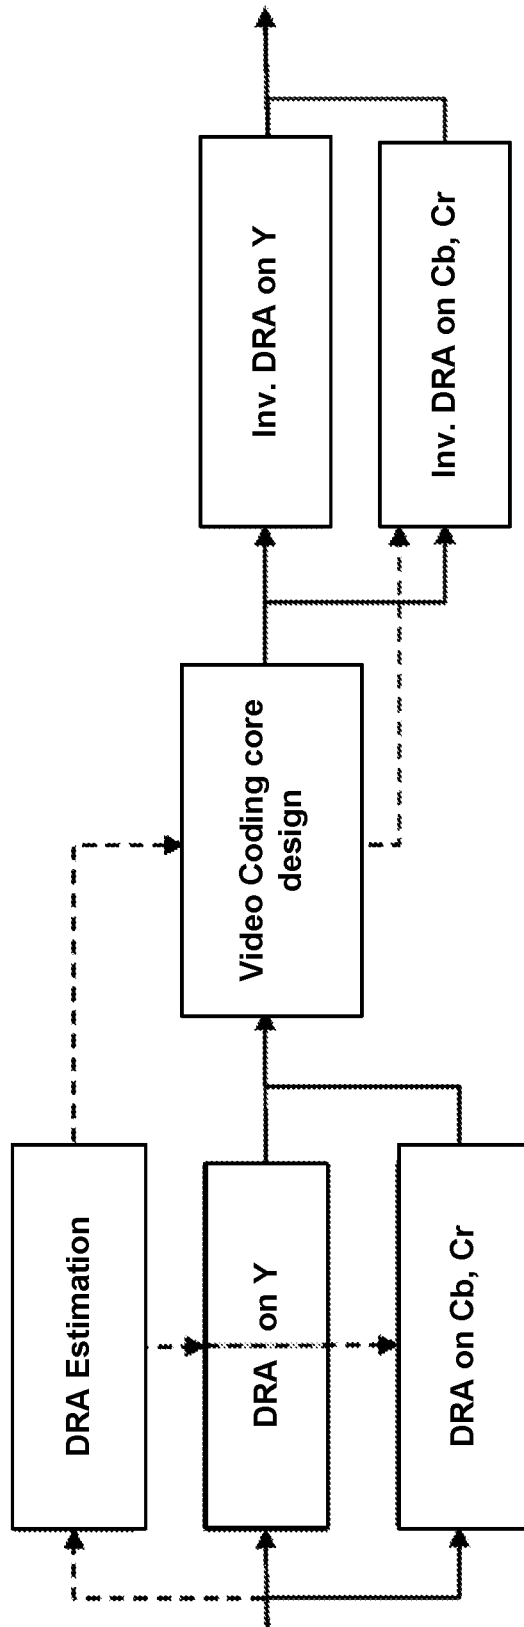 DRA Estimation
DRA on Y
DRA on Cb, Cr
Video Coding core
design
Inv. DRA on Y
Inv. DRA on Cb, Cr